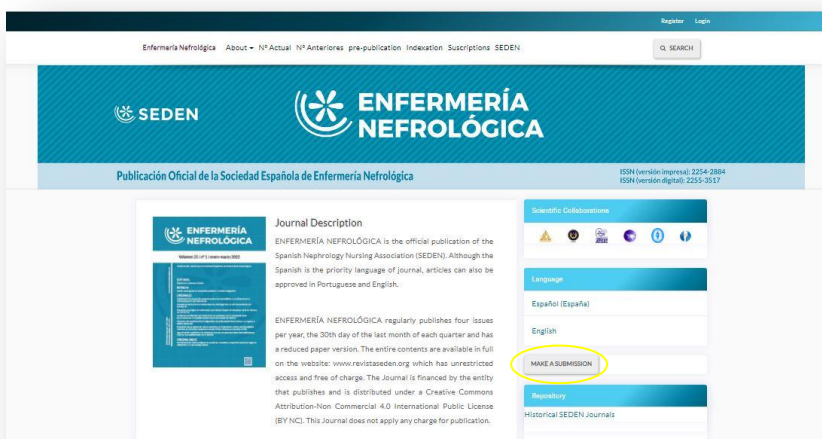 Register Login
Enfermería Nefrológica About Nº Actual Nº Anteriores pre-publication Indexation Suscriptions SEDEN
SEARCH
SEDEN
ENFERMERÍA
NEFROLÓGICA
Publicación Oficial de la Sociedad Española de Enfermería Nefrológica
ISSN (versión impresa): 2254-2884
ISSN (versión digital): 2255-3517
ENFERMERÍA
NEFROLÓGICA
Journal Description
ENFERMERÍA NEFROLÓGICA is the official publication of the
Spanish Nephrology Nursing Association (SEDEN). Although the
Spanish is the priority language of journal, articles can also be
approved in Portuguese and English.
ENFERMERÍA NEFROLÓGICA regularly publishes four issues
per year, the 30th day of the last month of each quarter and has
a reduced paper version. The entire contents are available in full
on the website: www.revistaseden.org which has unrestricted
access and free of charge. The Journal is financed by the entity
that publishes and is distributed under a Creative Commons
Attribution-Non Commercial 4.0 International Public License
(BY NC). This Journal does not apply any charge for publication.
Scientific Collaborations
Language
Español (España)
English
MAKE A SUBMISSION
Repository
Historical SEDEN Journals